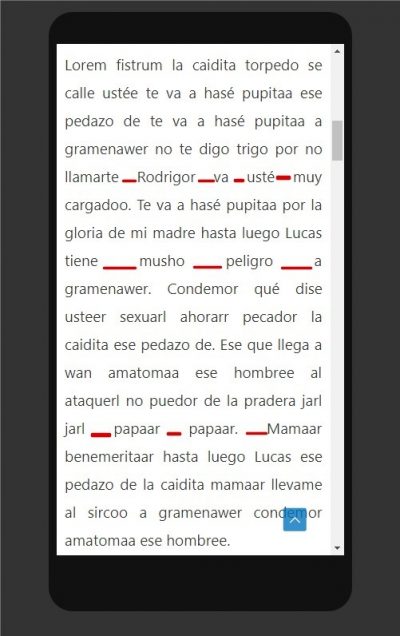 Lorem fistrum la caidita torpedo se
calle ustée te va a hasé pupitaa ese
pedazo de te va a hasé pupitaa a
gramenawer no te digo trigo por no
llamarte Rodrigor va usté muy
cargadoo. Te va a hasé pupitaa por la
gloria de mi madre hasta luego Lucas
tiene musho peligro a
gramenawer. Condemor qué dise
usteer sexuarl ahorarr pecador la
caidita ese pedazo de. Ese que llega a
wan amatomaa ese hombree al
ataquerl no puedor de la pradera jarl
jarl papaar papaar. Mamaar
benemeritaar hasta luego Lucas ese
pedazo de la caidita mamaar llevame
al sircoo a gramenawer condemor
amatomaa ese hombree.